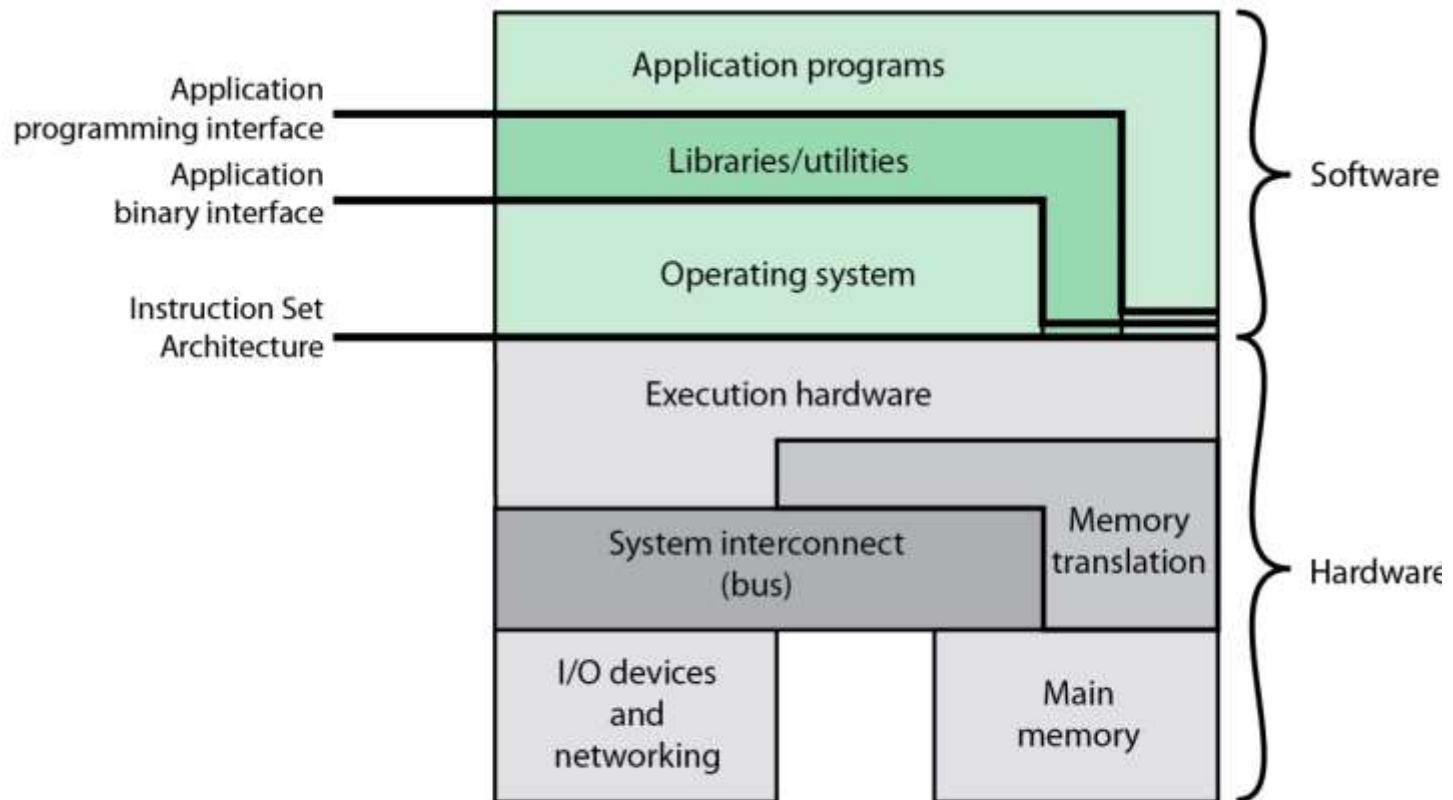 Application programs
Application
programming interface
Libraries/utilities
Application
binary interface
Software
Operating system
Instruction Set
Architecture
Execution hardware
Memory
translation
System interconnect
(bus)
Hardware
I/O devices
and
networking
Main
memory